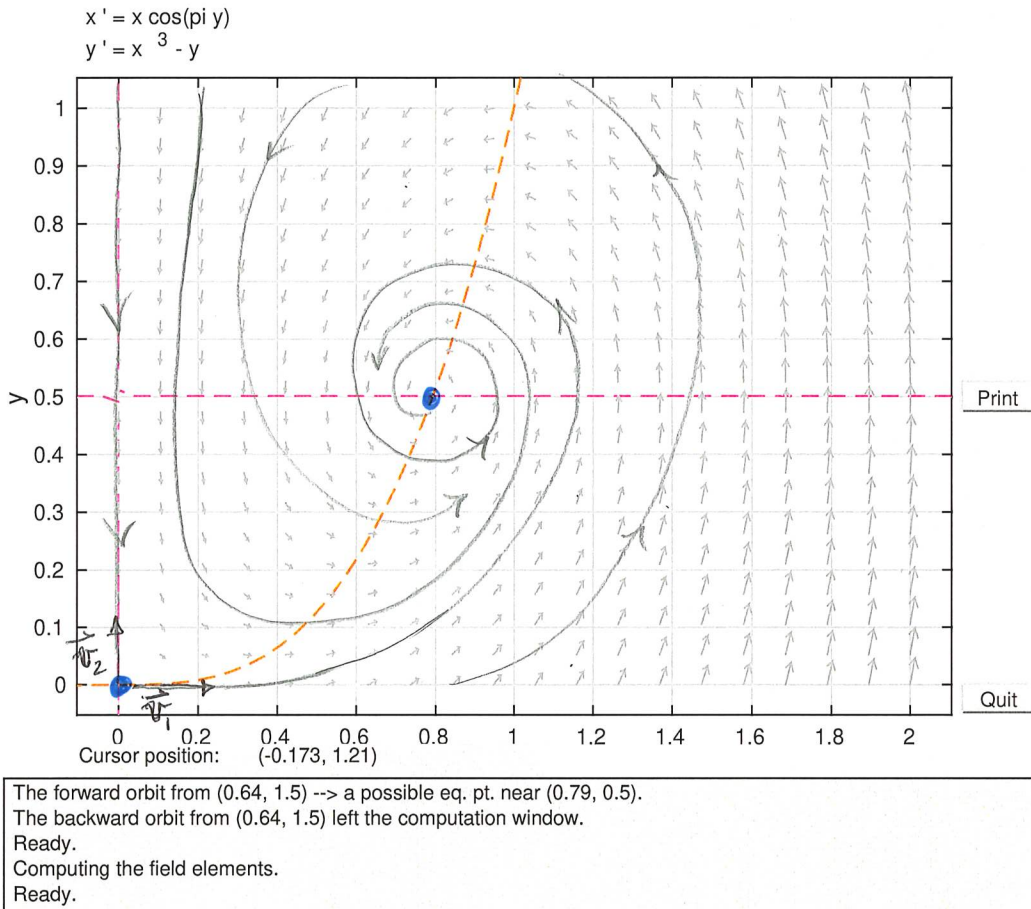 x ' = x cos(pi y)
y ' = x 3 - y
1
0.9
0.8
0.7
0.6
y
0.5
Print
0.4
0.3
0.2
0.1
v2
0
v1
Quit
0 0.2 0.4 0.6 0.8 1 1.2 1.4 1.6 1.8 2
Cursor position: (-0.173, 1.21)
The forward orbit from (0.64, 1.5) --> a possible eq. pt. near (0.79, 0.5).
The backward orbit from (0.64, 1.5) left the computation window.
Ready.
Computing the field elements.
Ready.